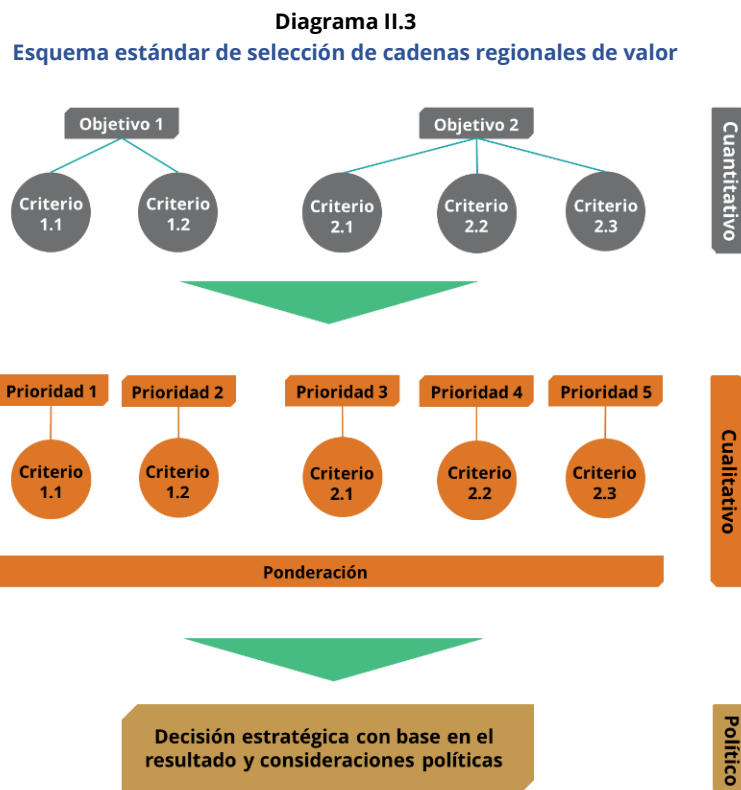 Diagrama II.3
Esquema estándar de selección de cadenas regionales de valor
Objetivo 1
Objetivo 2
Cuantitativo
Criterio
1.1
Criterio
1.2
Criterio
2.1
Criterio
2.2
Criterio
2.3
Prioridad 1
Prioridad 2
Prioridad 3
Prioridad 4
Prioridad 5
Cualitativo
Criterio
1.1
Criterio
1.2
Criterio
2.1
Criterio
2.2
Criterio
2.3
Ponderación
Decisión estratégica con base en el
resultado y consideraciones políticas
Político